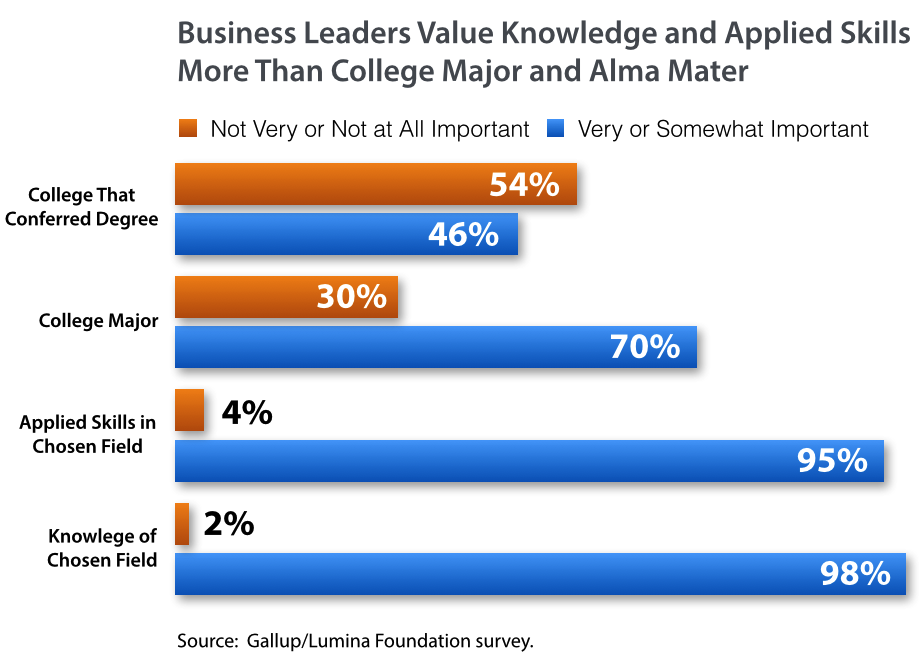 Business Leaders Value Knowledge and Applied Skills
More Than College Major and Alma Mater
Not Very or Not at All Important Very or Somewhat Important
College That
Conferred Degree
54%
46%
College Major
30%
70%
Applied Skills in
Chosen Field
4%
95%
Knowlege of
Chosen Field
2%
98%
Source: Gallup/Lumina Foundation survey.